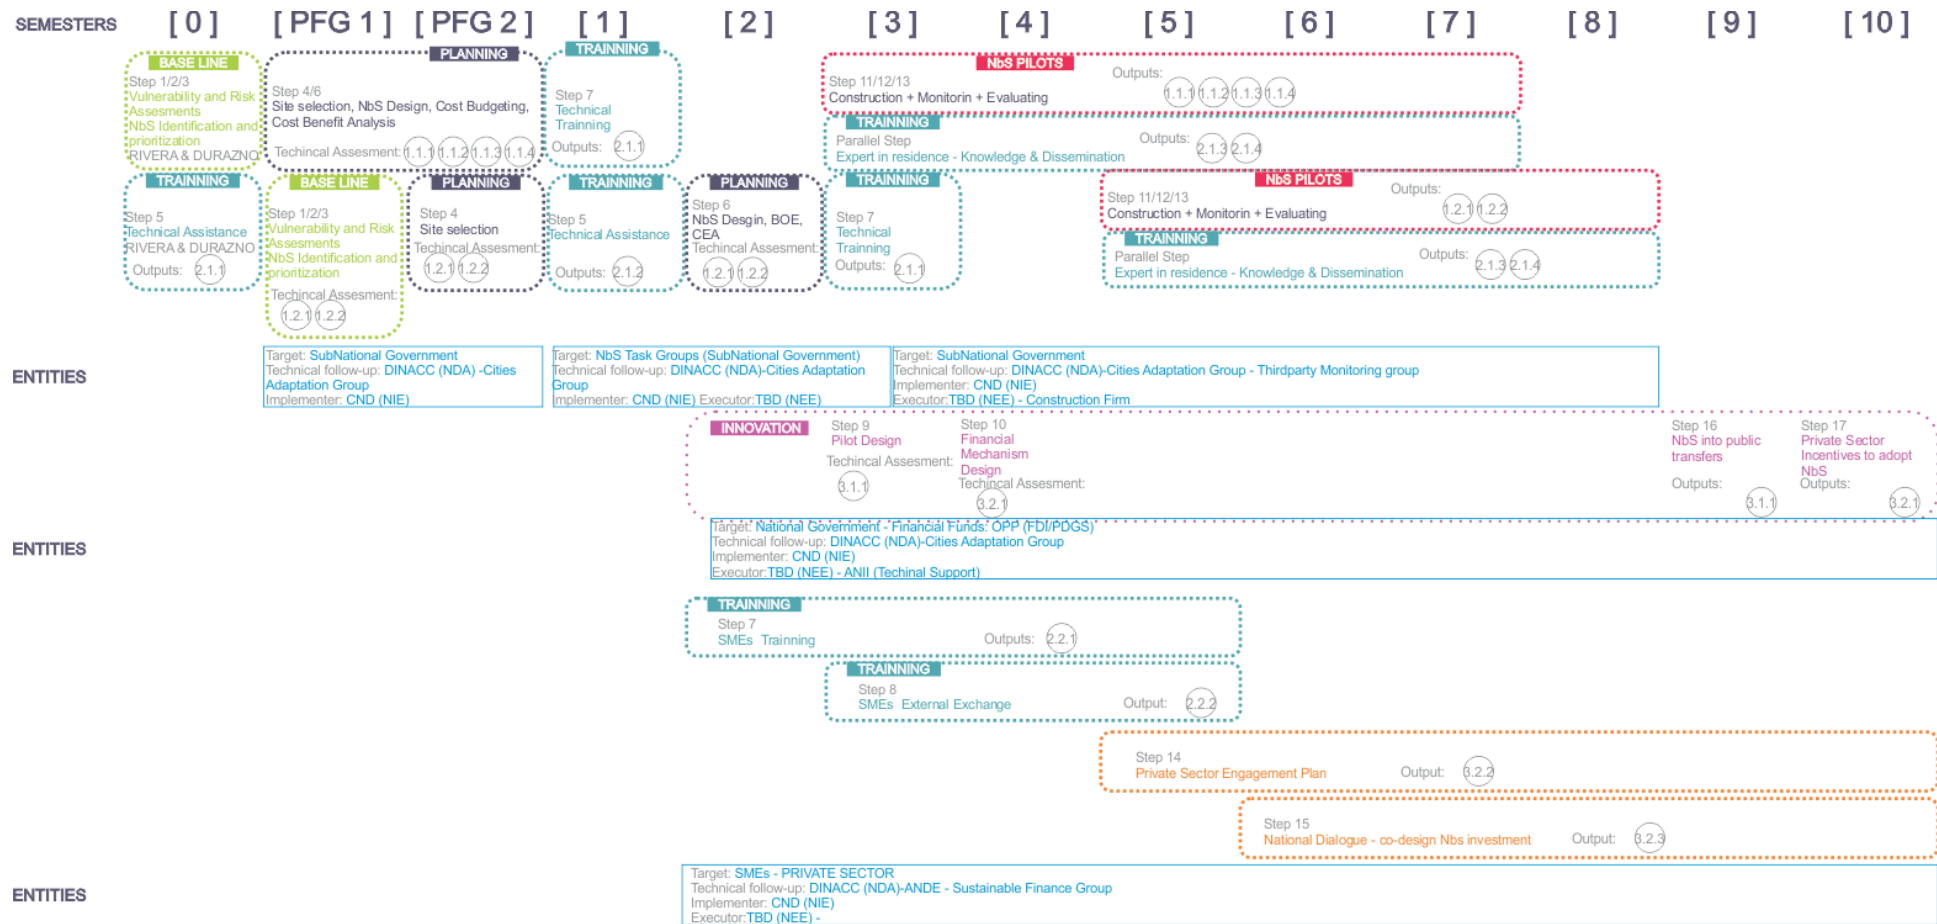 SEMESTERS [ 0 ] [ PFG 1 ] [ PFG 2 ] [ 1 ] [ 2 ] [ 3 ] [ 4 ] [ 5 ] [ 6 ] [ 7 ] [ 8 ] [ 9 ] [ 10 ]
BASE LINE
Step 1/2/3
Vulnerability and Risk
Assesments
NbS Identification and
prioritization
RIVERA & DURAZNO
PLANNING
Step 4/6
Site selection, NbS Design, Cost Budgeting,
Cost Benefit Analysis
Techincal Assesment: 1.1.1 1.1.2 1.1.3 1.1.4
TRAINNING
Step 7
Technical
Trainning
Outputs: 2.1.1
NbS PILOTS
Step 11/12/13
Construction + Monitorin + Evaluating
Outputs:
1.1.1 1.1.2 1.1.3 1.1.4
TRAINNING
Parallel Step
Expert in residence - Knowledge & Dissemination
Outputs:
2.1.3 2.1.4
TRAINNING
Step 5
Technical Assistance
RIVERA & DURAZNO
Outputs: 2.1.1
BASE LINE
Step 1/2/3
Vulnerability and Risk
Assesments
NbS Identification and
prioritization
Techincal Assesment:
1.2.1 1.2.2
PLANNING
Step 4
Site selection
Techincal Assesment:
1.2.1 1.2.2
TRAINNING
Step 5
Technical Assistance
Outputs: 2.1.2
PLANNING
Step 6
NbS Desgin, BOE,
CEA
Techincal Assesment:
1.2.1 1.2.2
TRAINNING
Step 7
Technical
Trainning
Outputs: 2.1.1
NbS PILOTS
Step 11/12/13
Construction + Monitorin + Evaluating
Outputs:
1.2.1 1.2.2
TRAINNING
Parallel Step
Expert in residence - Knowledge & Dissemination
Outputs:
2.1.3 2.1.4
ENTITIES
Target: SubNational Government
Technical follow-up: DINACC (NDA) -Cities
Adaptation Group
Implementer: CND (NIE)
Target: NbS Task Groups (SubNational Government)
Technical follow-up: DINACC (NDA)-Cities Adaptation
Group
Implementer: CND (NIE) Executor:TBD (NEE)
Target: SubNational Government
Technical follow-up: DINACC (NDA)-Cities Adaptation Group - Thirdparty Monitoring group
Implementer: CND (NIE)
Executor:TBD (NEE) - Construction Firm
INNOVATION
Step 9
Pilot Design
Techincal Assesment:
3.1.1
Step 10
Financial
Mechanism
Design
Techincal Assesment:
3.2.1
Step 16
NbS into public
transfers
Outputs:
3.1.1
Step 17
Private Sector
Incentives to adopt
NbS
Outputs:
3.2.1
ENTITIES
Target: National Government - Financial Funds: OPP (FDI/PDGS)
Technical follow-up: DINACC (NDA)-Cities Adaptation Group
Implementer: CND (NIE)
Executor:TBD (NEE) - ANII (Techinal Support)
TRAINNING
Step 7
SMEs Trainning
Outputs: 2.2.1
TRAINNING
Step 8
SMEs External Exchange
Output: 2.2.2
Step 14
Private Sector Engagement Plan
Output: 3.2.2
Step 15
National Dialogue - co-design Nbs investment
Output: 3.2.3
ENTITIES
Target: SMEs - PRIVATE SECTOR
Technical follow-up: DINACC (NDA)-ANDE - Sustainable Finance Group
Implementer: CND (NIE)
Executor:TBD (NEE) -